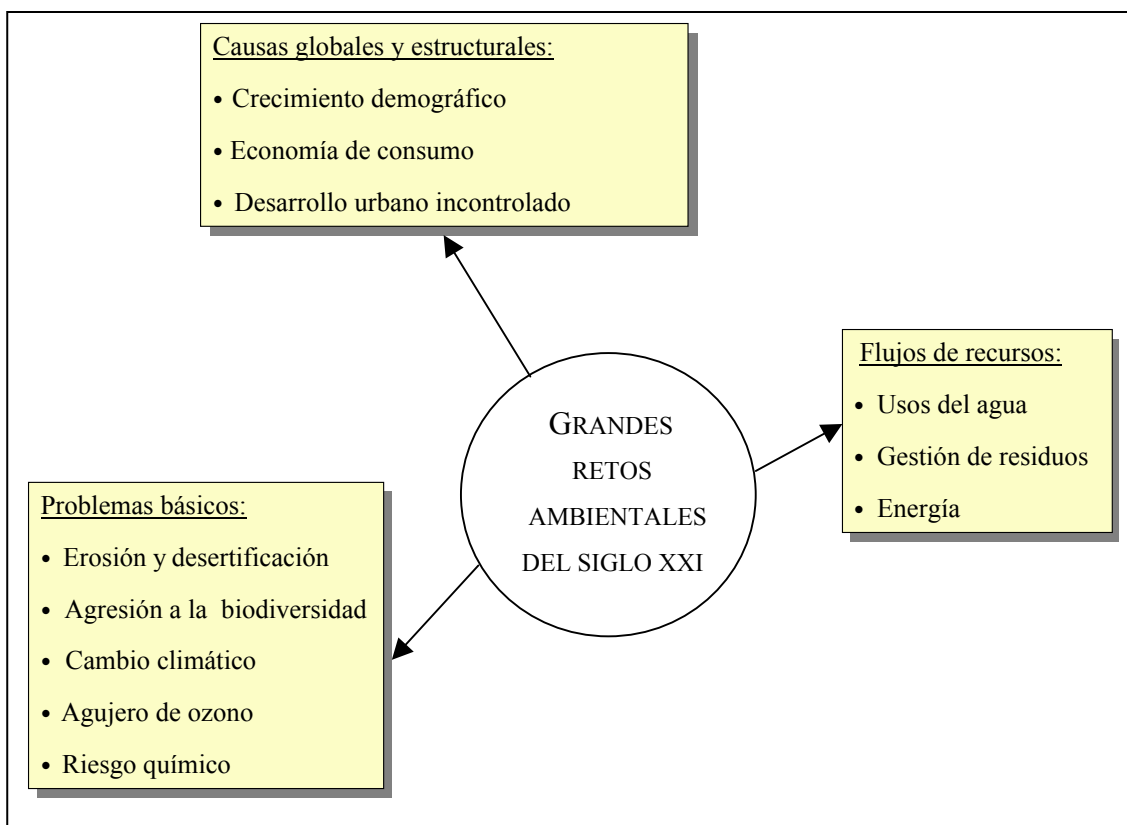 Causas globales y estructurales:
• Crecimiento demográfico
• Economía de consumo
• Desarrollo urbano incontrolado
Flujos de recursos:
• Usos del agua
• Gestión de residuos
• Energía
GRANDES
RETOS
AMBIENTALES
DEL SIGLO XXI
Problemas básicos:
• Erosión y desertificación
• Agresión a la biodiversidad
• Cambio climático
• Agujero de ozono
• Riesgo químico